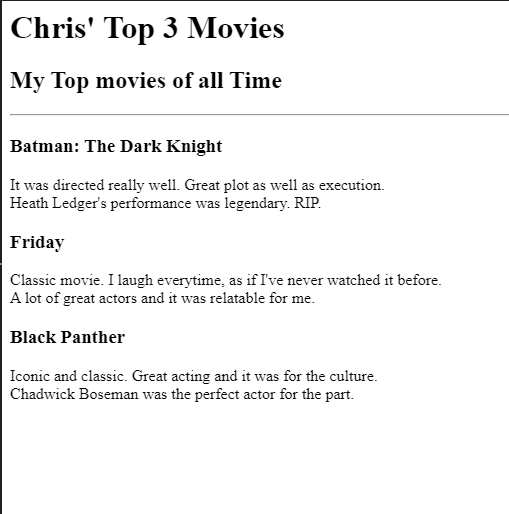 Chris' Top 3 Movies
My Top movies of all Time
Batman: The Dark Knight
It was directed really well. Great plot as well as execution.
Heath Ledger's performance was legendary. RIP.
Friday
Classic movie. I laugh everytime, as if I've never watched it before.
A lot of great actors and it was relatable for me.
Black Panther
Iconic and classic. Great acting and it was for the culture.
Chadwick Boseman was the perfect actor for the part.